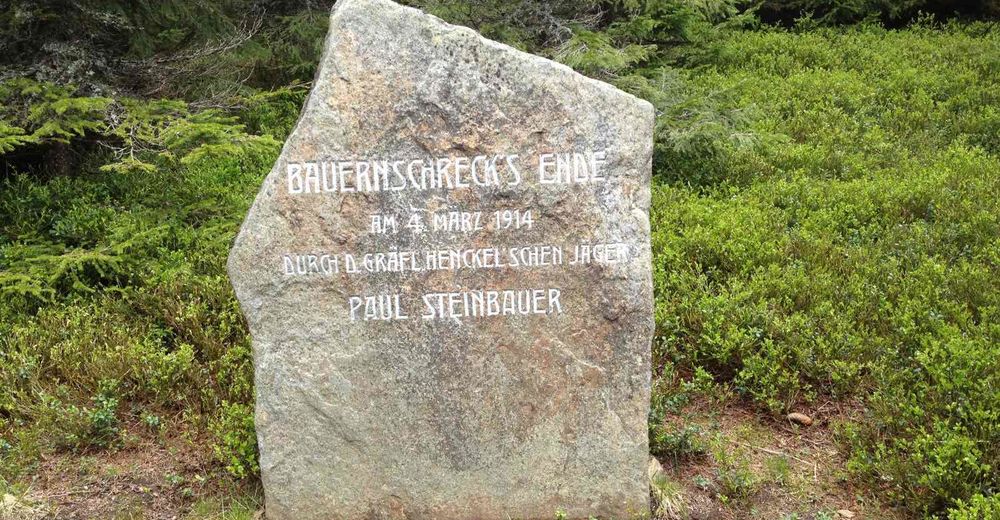 BAUERNSCHRECK'S ENDE
AM 4. MÄRZ 1914
DURCH D. GRÄFL. HENCKEL'SCHEN JÄGER
PAUL STEINBAUER